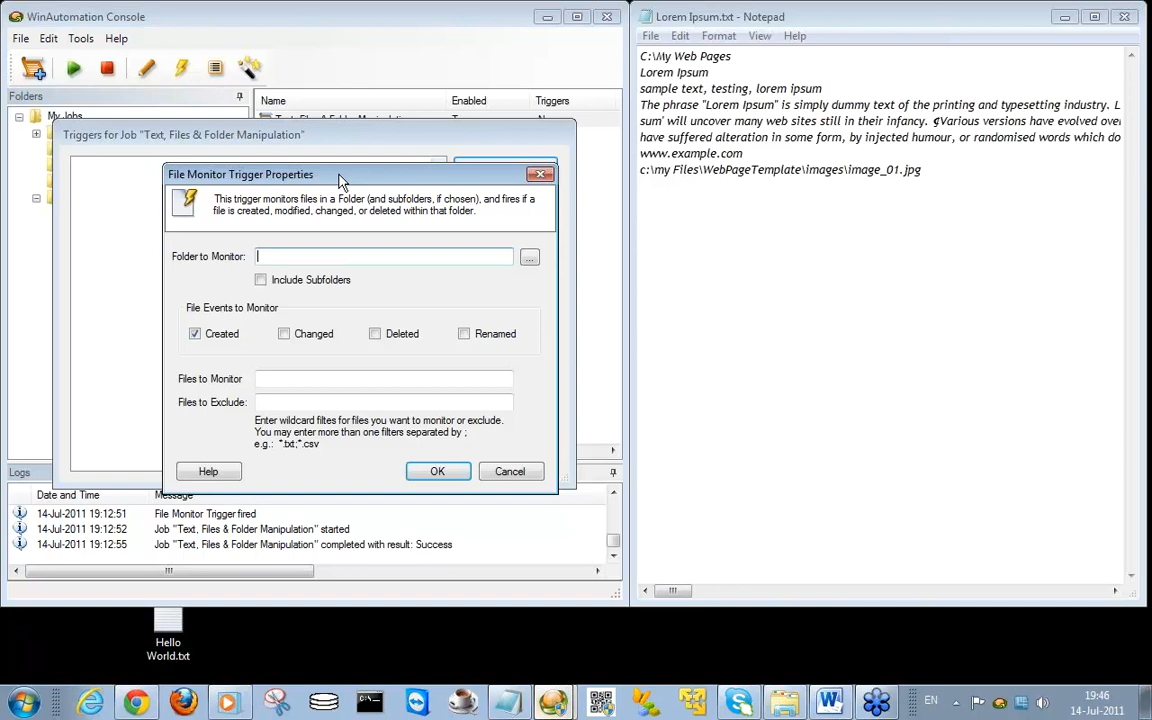 WinAutomation Console
File Edit Tools Help
Folders
My Jobs
Name Enabled Triggers
Triggers for Job "Text, Files & Folder Manipulation"
File Monitor Trigger Properties
This trigger monitors files in a Folder (and subfolders, if chosen), and fires if a
file is created, modified, changed, or deleted within that folder.
Folder to Monitor:
...
Include Subfolders
File Events to Monitor
Created Changed Deleted Renamed
Files to Monitor
Files to Exclude:
Enter wildcard filtes for files you want to monitor or exclude.
You may enter more than one filters separated by ;
e.g.: *.txt;*.csv
Help OK Cancel
Logs
Date and Time Message
14-Jul-2011 19:12:51 File Monitor Trigger fired
14-Jul-2011 19:12:52 Job "Text, Files & Folder Manipulation" started
14-Jul-2011 19:12:55 Job "Text, Files & Folder Manipulation" completed with result: Success
Lorem Ipsum.txt - Notepad
File Edit Format View Help
C:\My Web Pages
Lorem Ipsum
sample text, testing, lorem ipsum
The phrase "Lorem Ipsum" is simply dummy text of the printing and typesetting industry. L
sum' will uncover many web sites still in their infancy. Various versions have evolved over
have suffered alteration in some form, by injected humour, or randomised words which do
www.example.com
c:\my Files\WebPageTemplate\images\image_01.jpg
Hello
World.txt
EN
19:46
14-Jul-2011